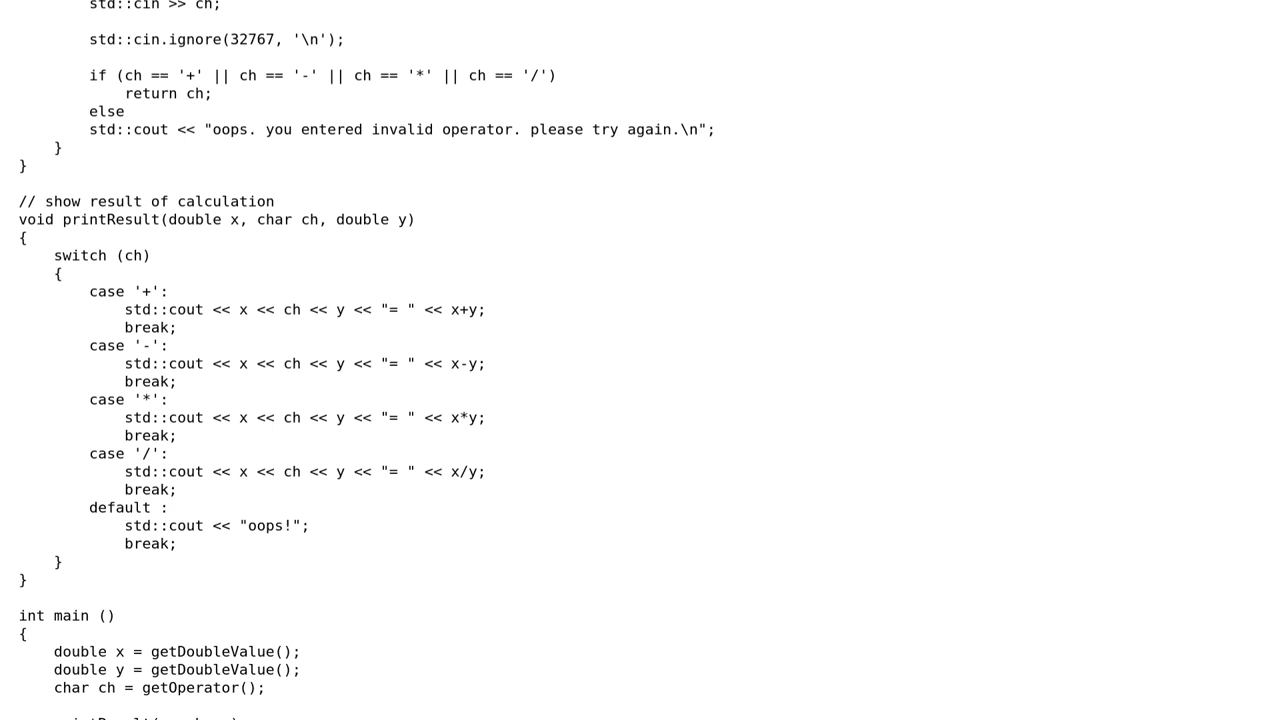 std::cin >> ch;

        std::cin.ignore(32767, '\n');

        if (ch == '+' || ch == '-' || ch == '*' || ch == '/')
            return ch;
        else
        std::cout << "oops. you entered invalid operator. please try again.\n";
    }
}

// show result of calculation
void printResult(double x, char ch, double y)
{
    switch (ch)
    {
        case '+':
            std::cout << x << ch << y << "= " << x+y;
            break;
        case '-':
            std::cout << x << ch << y << "= " << x-y;
            break;
        case '*':
            std::cout << x << ch << y << "= " << x*y;
            break;
        case '/':
            std::cout << x << ch << y << "= " << x/y;
            break;
        default :
            std::cout << "oops!";
            break;
    }
}

int main ()
{
    double x = getDoubleValue();
    double y = getDoubleValue();
    char ch = getOperator();